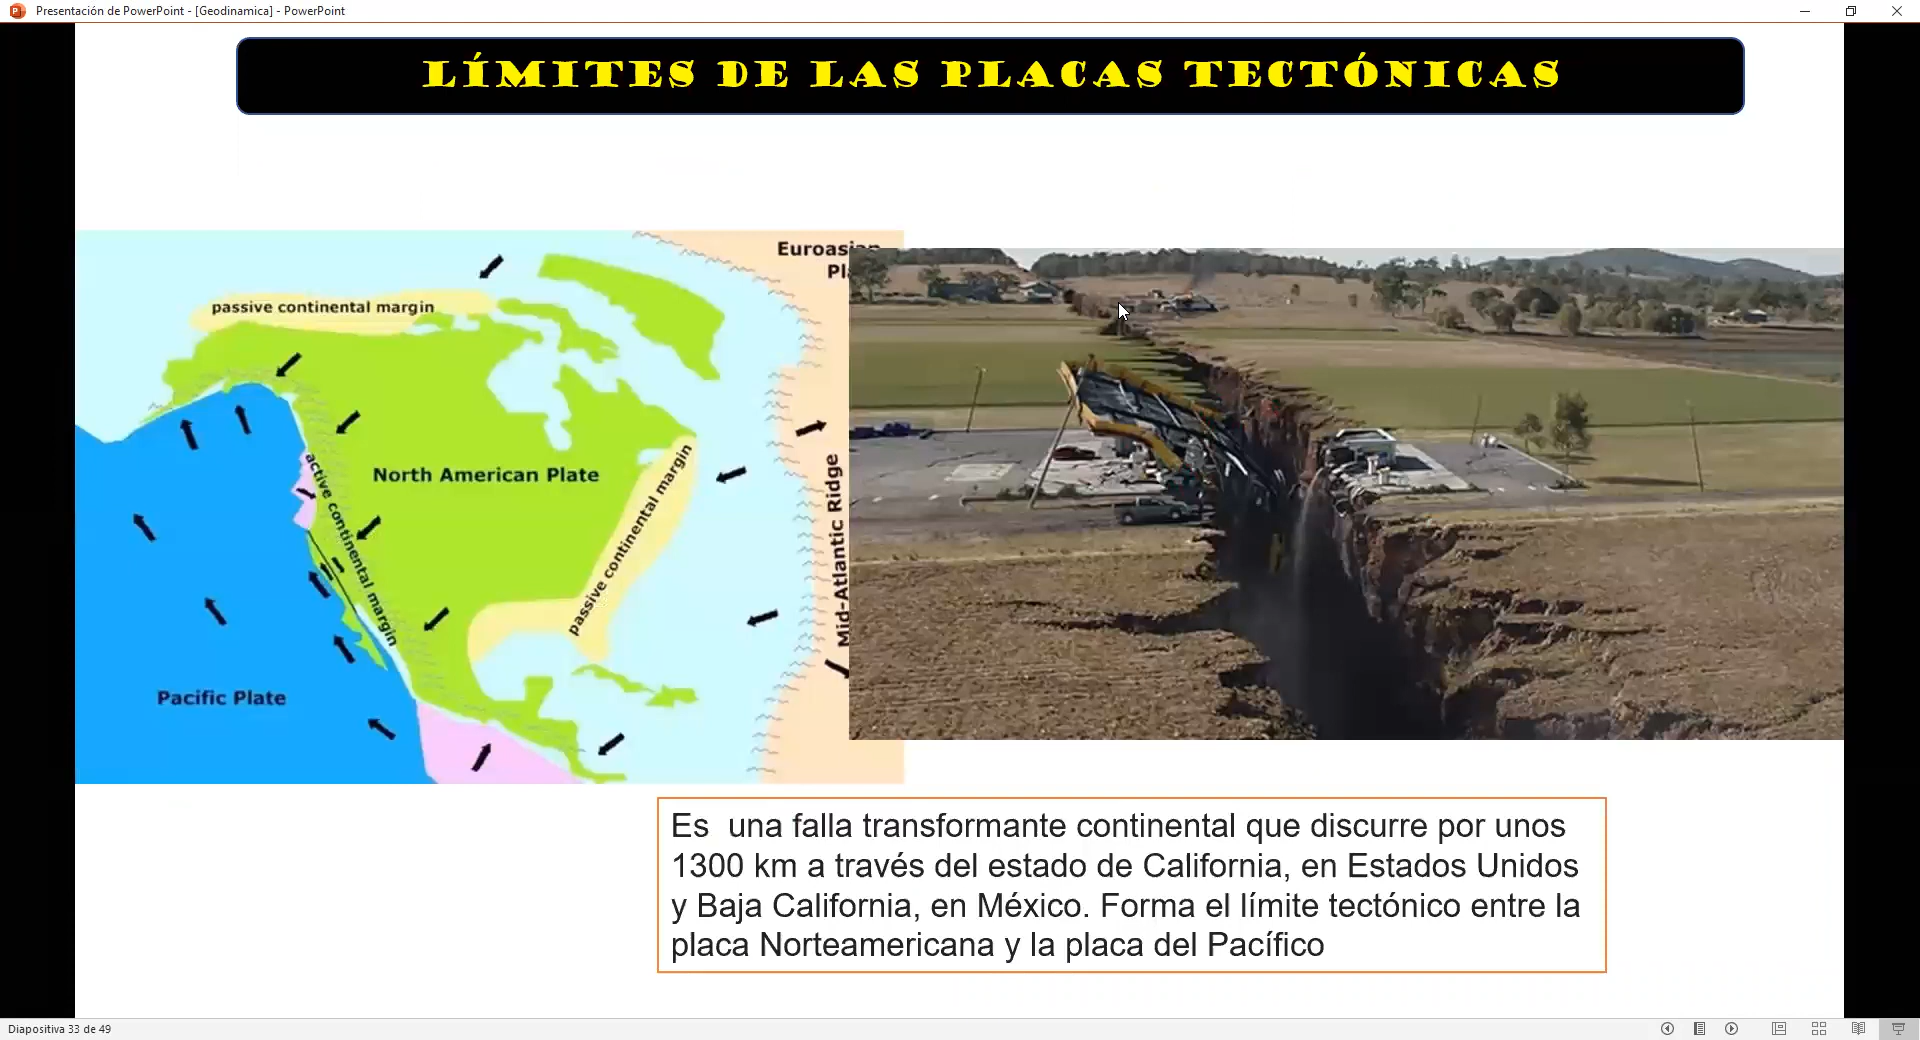 Presentación de PowerPoint - [Geodinamica] - PowerPoint
LÍMITES DE LAS PLACAS TECTÓNICAS
Euroasian
Pl
passive continental margin
North American Plate
active continental margin
passive continental margin
Mid-Atlantic Ridge
Pacific Plate
Es una falla transformante continental que discurre por unos
1300 km a través del estado de California, en Estados Unidos
y Baja California, en México. Forma el límite tectónico entre la
placa Norteamericana y la placa del Pacífico
Diapositiva 33 de 49